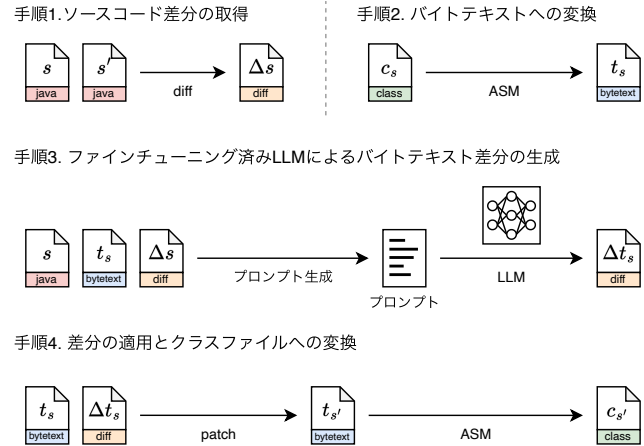 手順1.ソースコード差分の取得
手順2. バイトテキストへの変換
s s′ Δs
java java diff diff
c_s t_s
class ASM bytetext
手順3. ファインチューニング済みLLMによるバイトテキスト差分の生成
s t_s Δs Δt_s
java bytetext diff プロンプト生成 プロンプト LLM diff
手順4. 差分の適用とクラスファイルへの変換
t_s Δt_s t_{s′} c_{s′}
bytetext diff patch bytetext ASM class